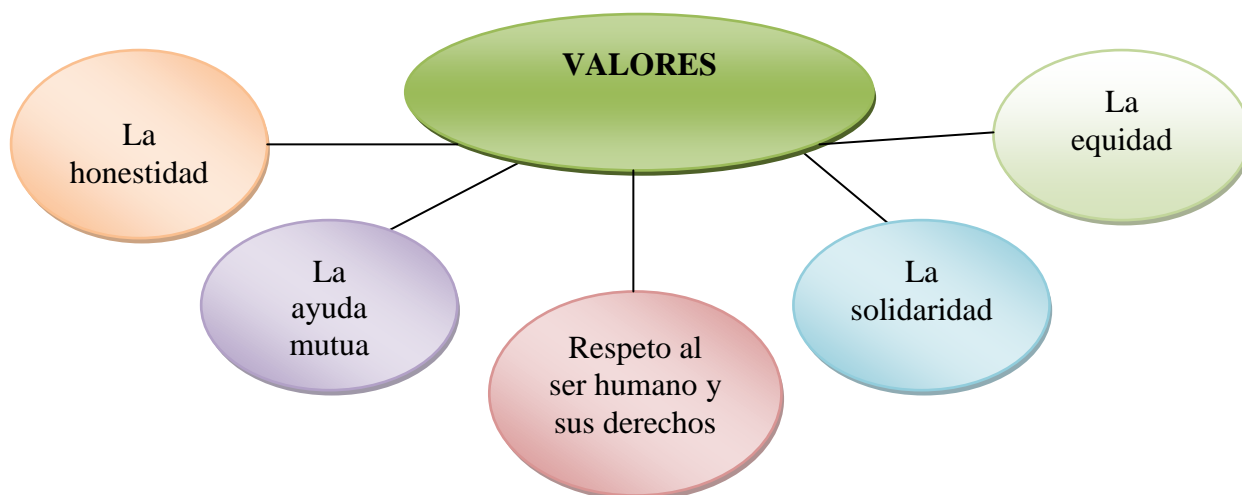 VALORES
La
honestidad
La
ayuda
mutua
Respeto al
ser humano y
sus derechos
La
solidaridad
La
equidad